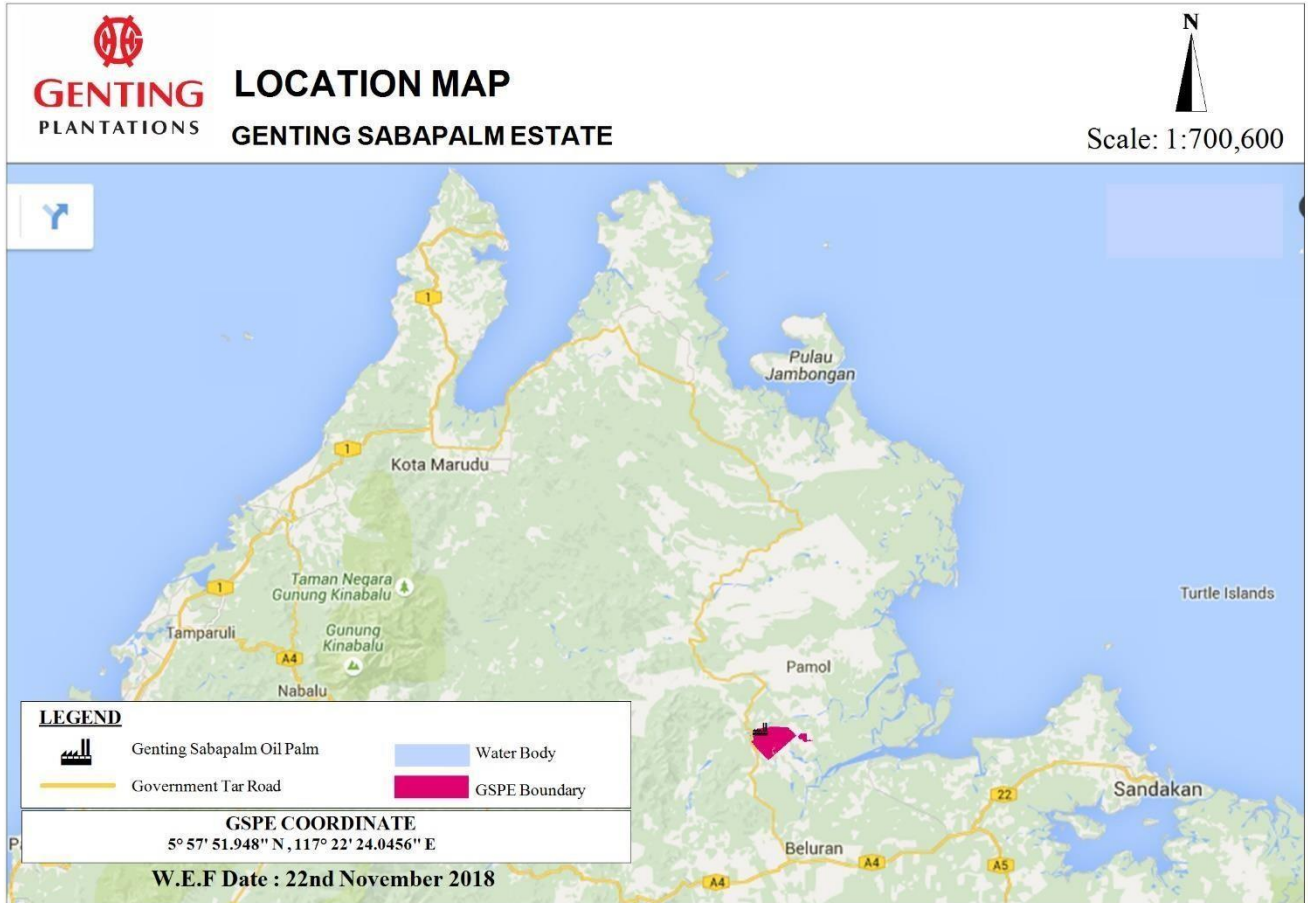 GENTING
PLANTATIONS
LOCATION MAP
GENTING SABAPALM ESTATE
N
Scale: 1:700,600
1
Pulau
Jambongan
1
Kota Marudu
Taman Negara
Gunung Kinabalu
1
Turtle Islands
Tamparuli
Gunung
Kinabalu
A4
Nabalu
Pamol
LEGEND
Genting Sabapalm Oil Palm
Water Body
Government Tar Road
GSPE Boundary
GSPE COORDINATE
5° 57' 51.948" N , 117° 22' 24.0456" E
W.E.F Date : 22nd November 2018
22
Sandakan
Beluran
A4
A5
A4